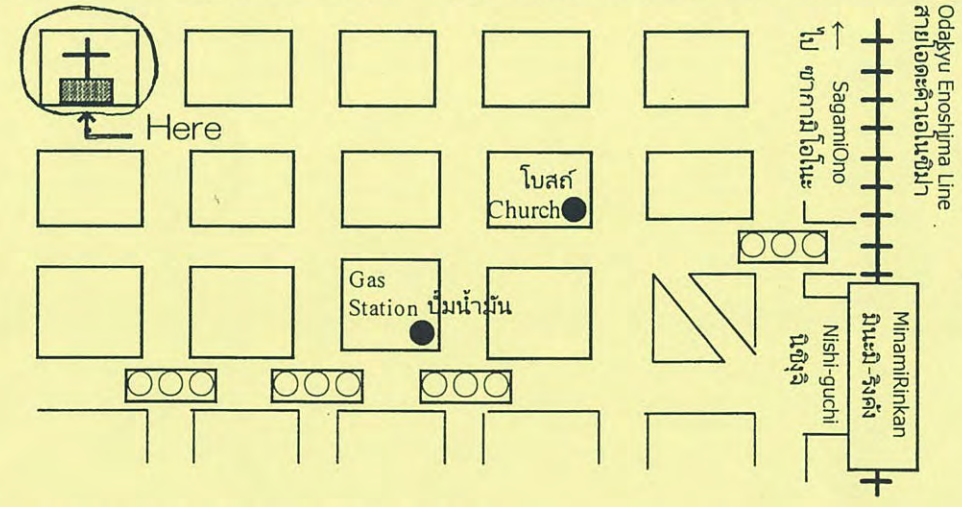 Here
โบสถ์
Church
Gas
Station ปั๊มน้ำมัน
Odakyu Enoshima Line
สายโอดะคิวเอโนชิม่า
← SagamiOno
ไป ซากามิโอโนะ
MinamiRinkan
มินะมิ-รินคัง
Nishi-guchi
นิชิงุจิ